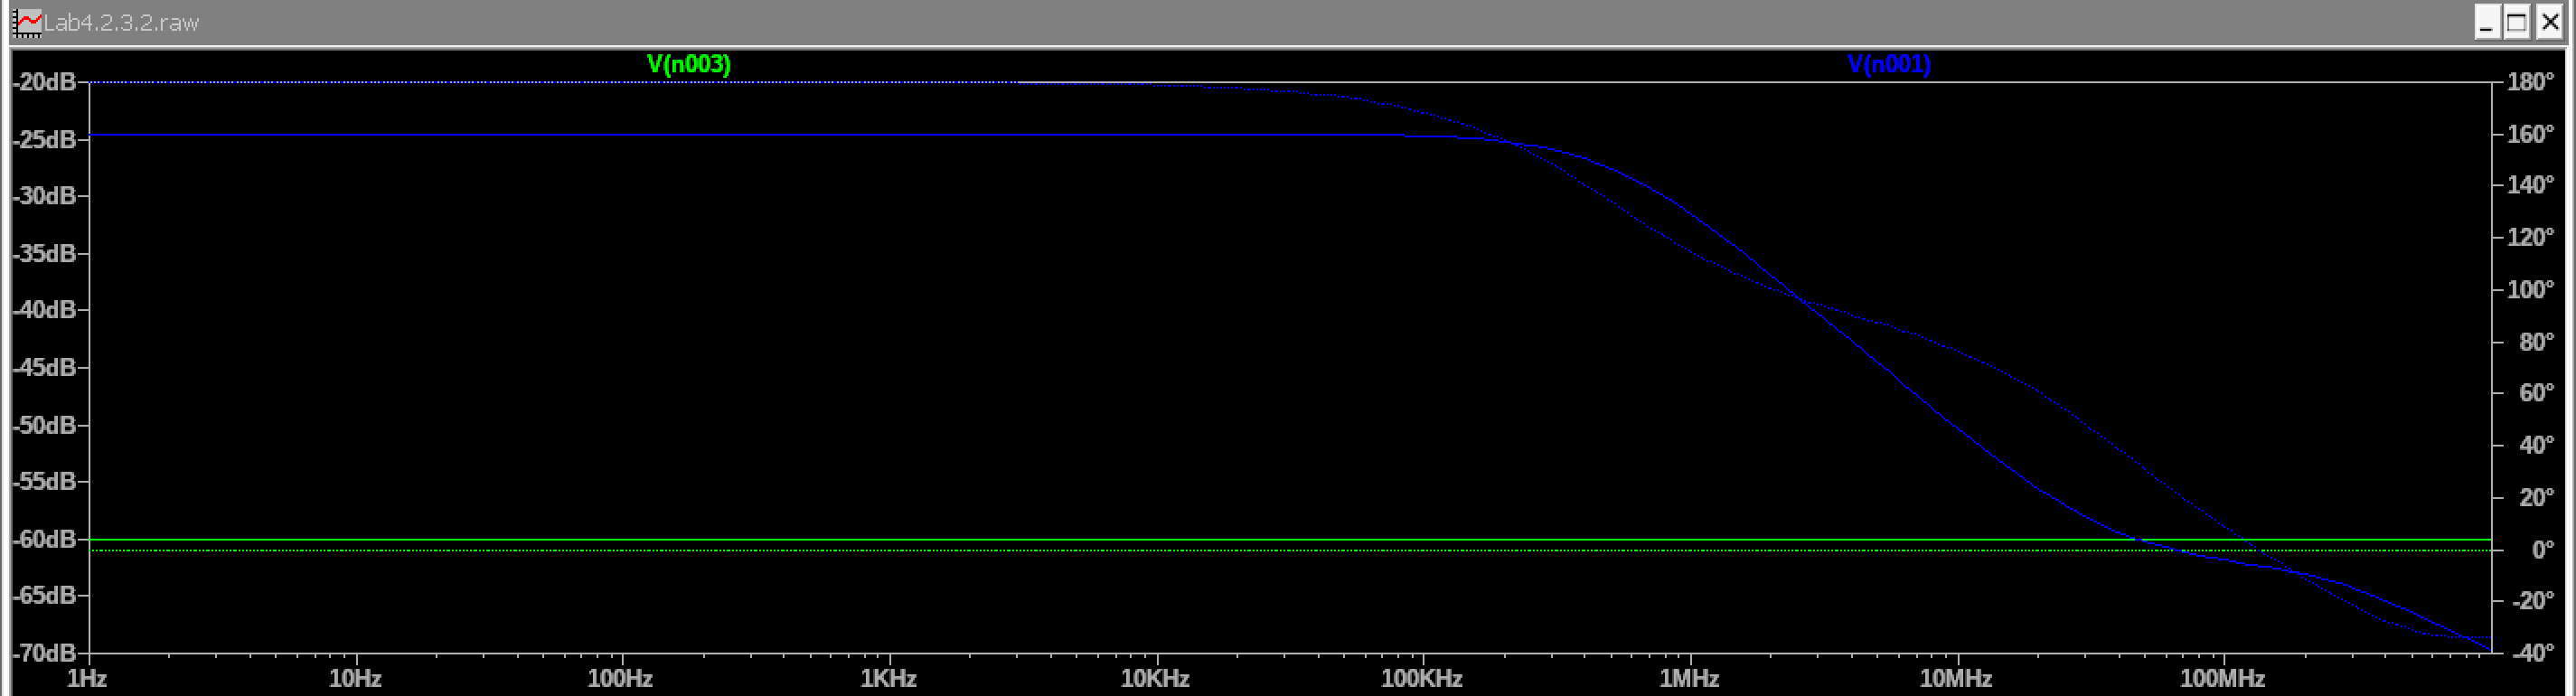 Lab4.2.3.2.raw
V(n003) V(n001)
-20dB 180°
-25dB 160°
-30dB 140°
-35dB 120°
-40dB 100°
-45dB 80°
-50dB 60°
-55dB 40°
-60dB 20°
-65dB 0°
-70dB -20°
-40°
1Hz 10Hz 100Hz 1KHz 10KHz 100KHz 1MHz 10MHz 100MHz